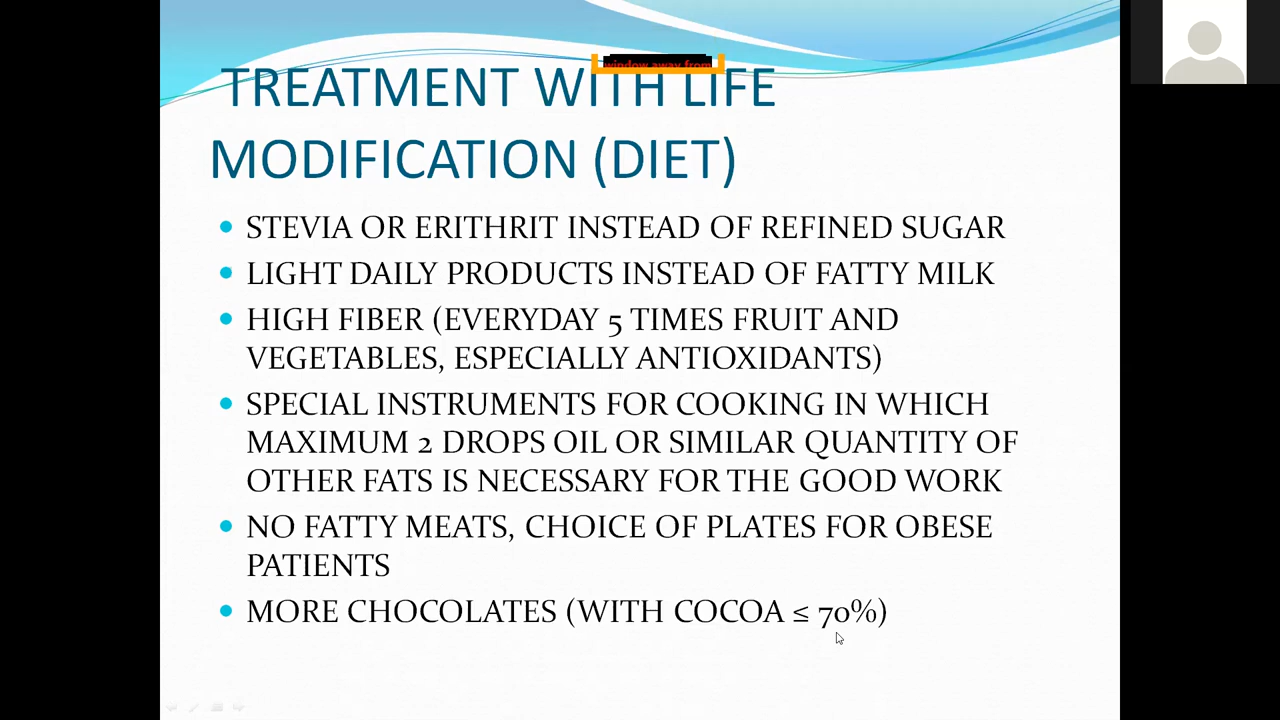 window away from
TREATMENT WITH LIFE
MODIFICATION (DIET)
• STEVIA OR ERITHRIT INSTEAD OF REFINED SUGAR
• LIGHT DAILY PRODUCTS INSTEAD OF FATTY MILK
• HIGH FIBER (EVERYDAY 5 TIMES FRUIT AND
VEGETABLES, ESPECIALLY ANTIOXIDANTS)
• SPECIAL INSTRUMENTS FOR COOKING IN WHICH
MAXIMUM 2 DROPS OIL OR SIMILAR QUANTITY OF
OTHER FATS IS NECESSARY FOR THE GOOD WORK
• NO FATTY MEATS, CHOICE OF PLATES FOR OBESE
PATIENTS
• MORE CHOCOLATES (WITH COCOA ≤ 70%)